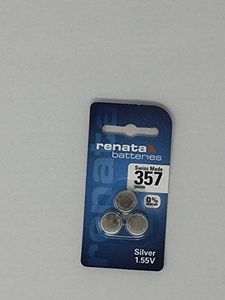 renata
batteries
Swiss Made
357
0%
Silver
1.55V